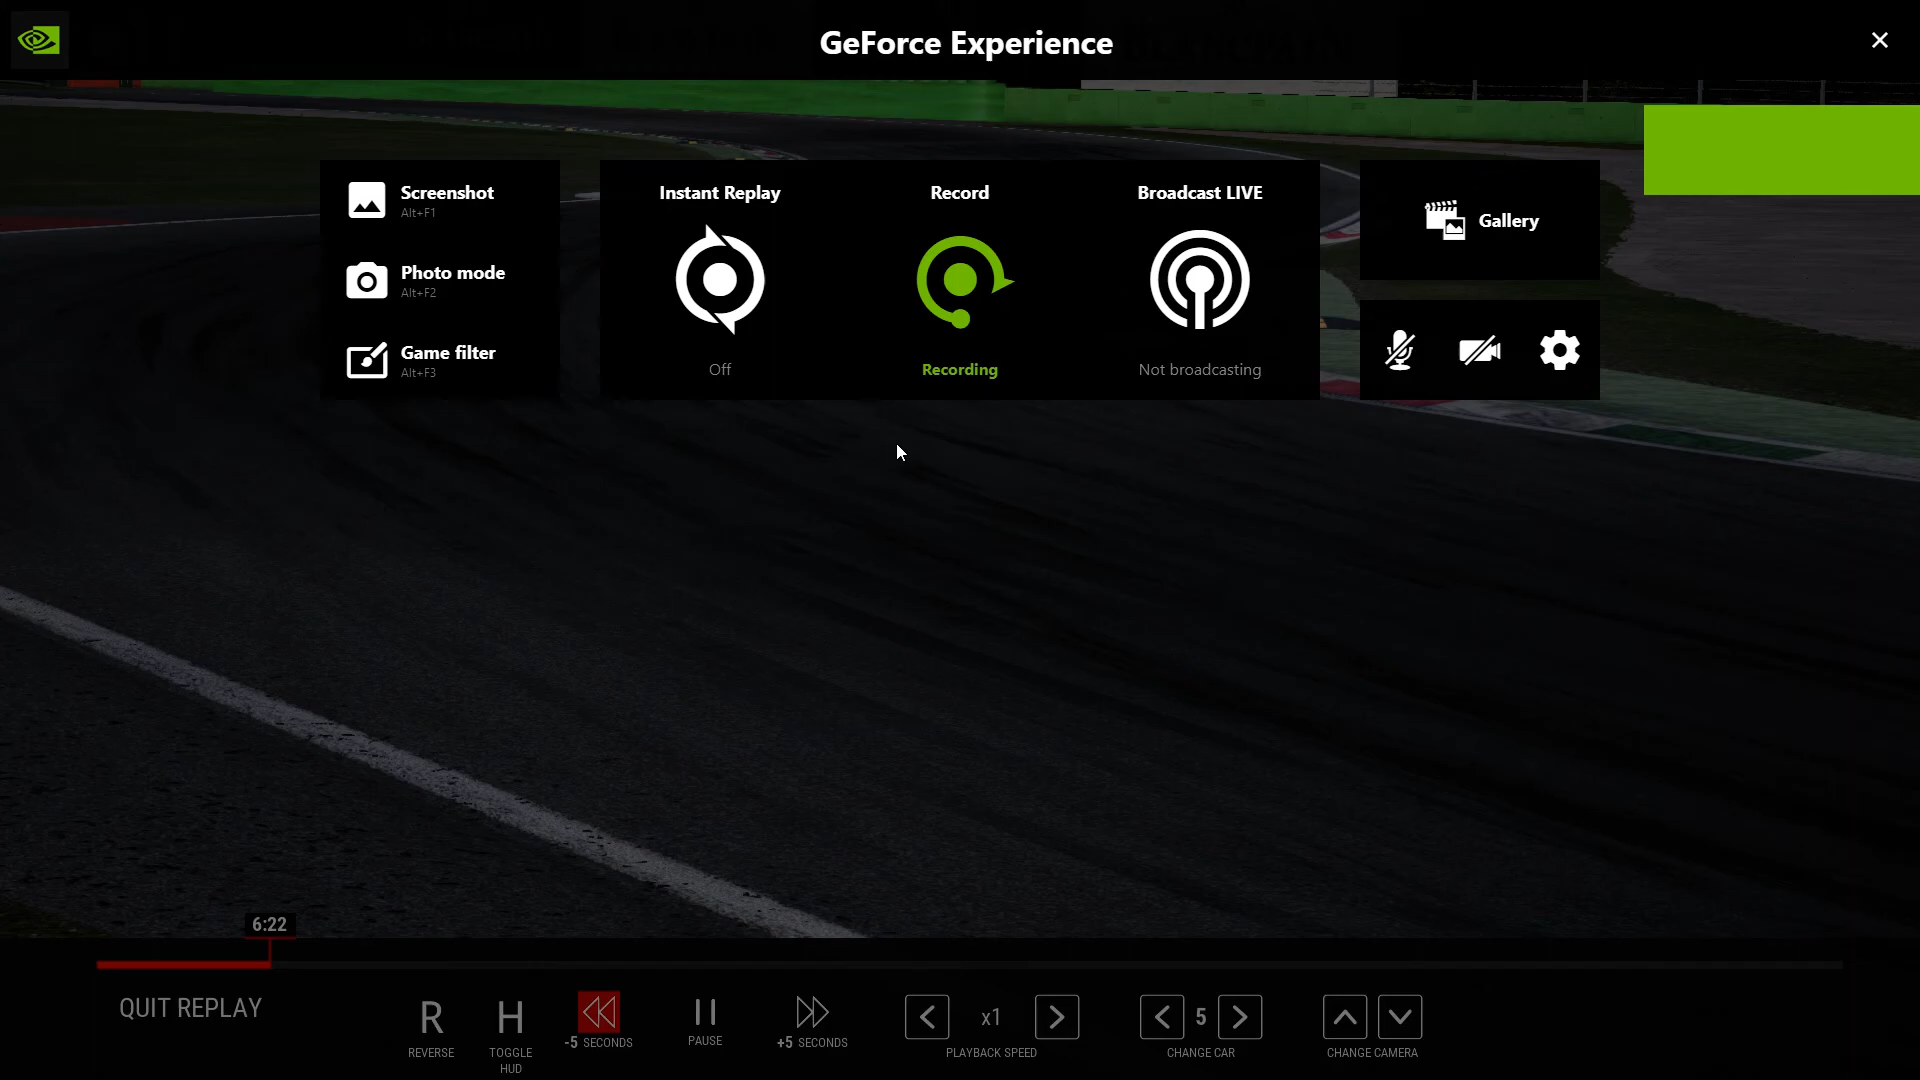 GeForce Experience
Screenshot
Alt+F1
Photo mode
Alt+F2
Game filter
Alt+F3
Instant Replay
Off
Record
Recording
Broadcast LIVE
Not broadcasting
Gallery
6:22
QUIT REPLAY
R
REVERSE
H
TOGGLE
HUD
-5 SECONDS
PAUSE
+5 SECONDS
x1
PLAYBACK SPEED
5
CHANGE CAR
CHANGE CAMERA